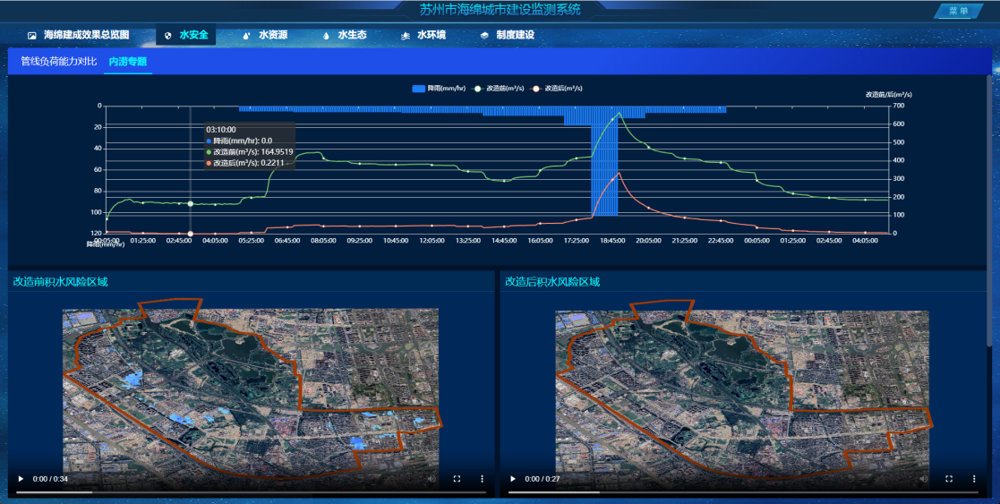 苏州市海绵城市建设监测系统
菜单
海绵建成效果总览图 水安全 水资源 水生态 水环境 制度建设
管线负荷能力对比 内涝专题
降雨(mm/hr) 改造前(m³/s) 改造后(m³/s)
改造前/后(m³/s)
0 700
600
20
500
40 400
60 300
80 200
100 100
120 0
03:10:00
降雨(mm/hr): 0.0
改造前(m³/s): 164.9519
改造后(m³/s): 0.2211
00:05:00 01:25:00 02:45:00 04:05:00 05:25:00 06:45:00 08:05:00 09:25:00 10:45:00 12:05:00 13:25:00 14:45:00 16:05:00 17:25:00 18:45:00 20:05:00 21:25:00 22:45:00 00:05:00 01:25:00 02:45:00 04:05:00
降雨(mm/hr)
改造前积水风险区域 改造后积水风险区域
0:00 / 0:34 0:00 / 0:27